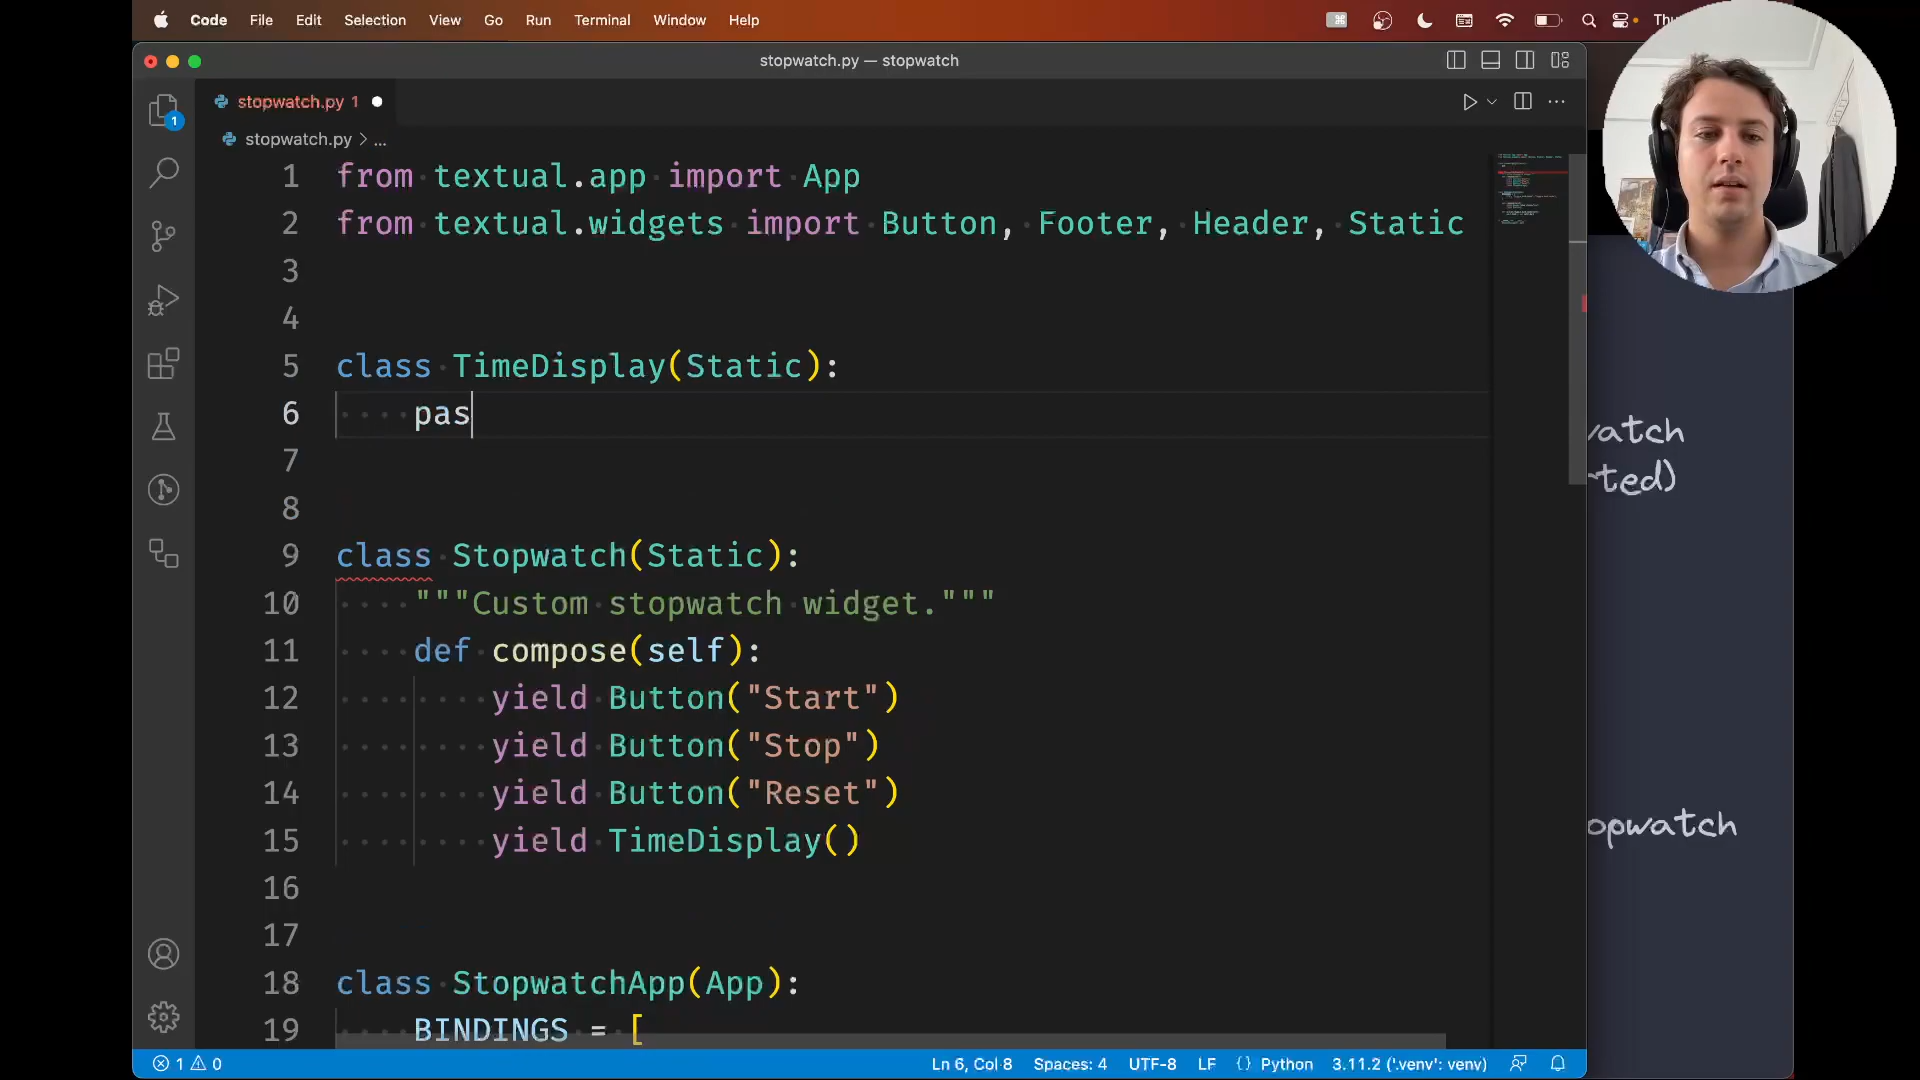 Code File Edit Selection View Go Run Terminal Window Help
stopwatch.py — stopwatch
stopwatch.py 1
stopwatch.py > ...
1 from textual.app import App
2 from textual.widgets import Button, Footer, Header, Static
3
4
5 class TimeDisplay(Static):
6 pas
7
8
9 class Stopwatch(Static):
10 """Custom stopwatch widget."""
11 def compose(self):
12 yield Button("Start")
13 yield Button("Stop")
14 yield Button("Reset")
15 yield TimeDisplay()
16
17
18 class StopwatchApp(App):
19 BINDINGS = [
1
1 0 Ln 6, Col 8 Spaces: 4 UTF-8 LF {} Python 3.11.2 ('.venv': venv)